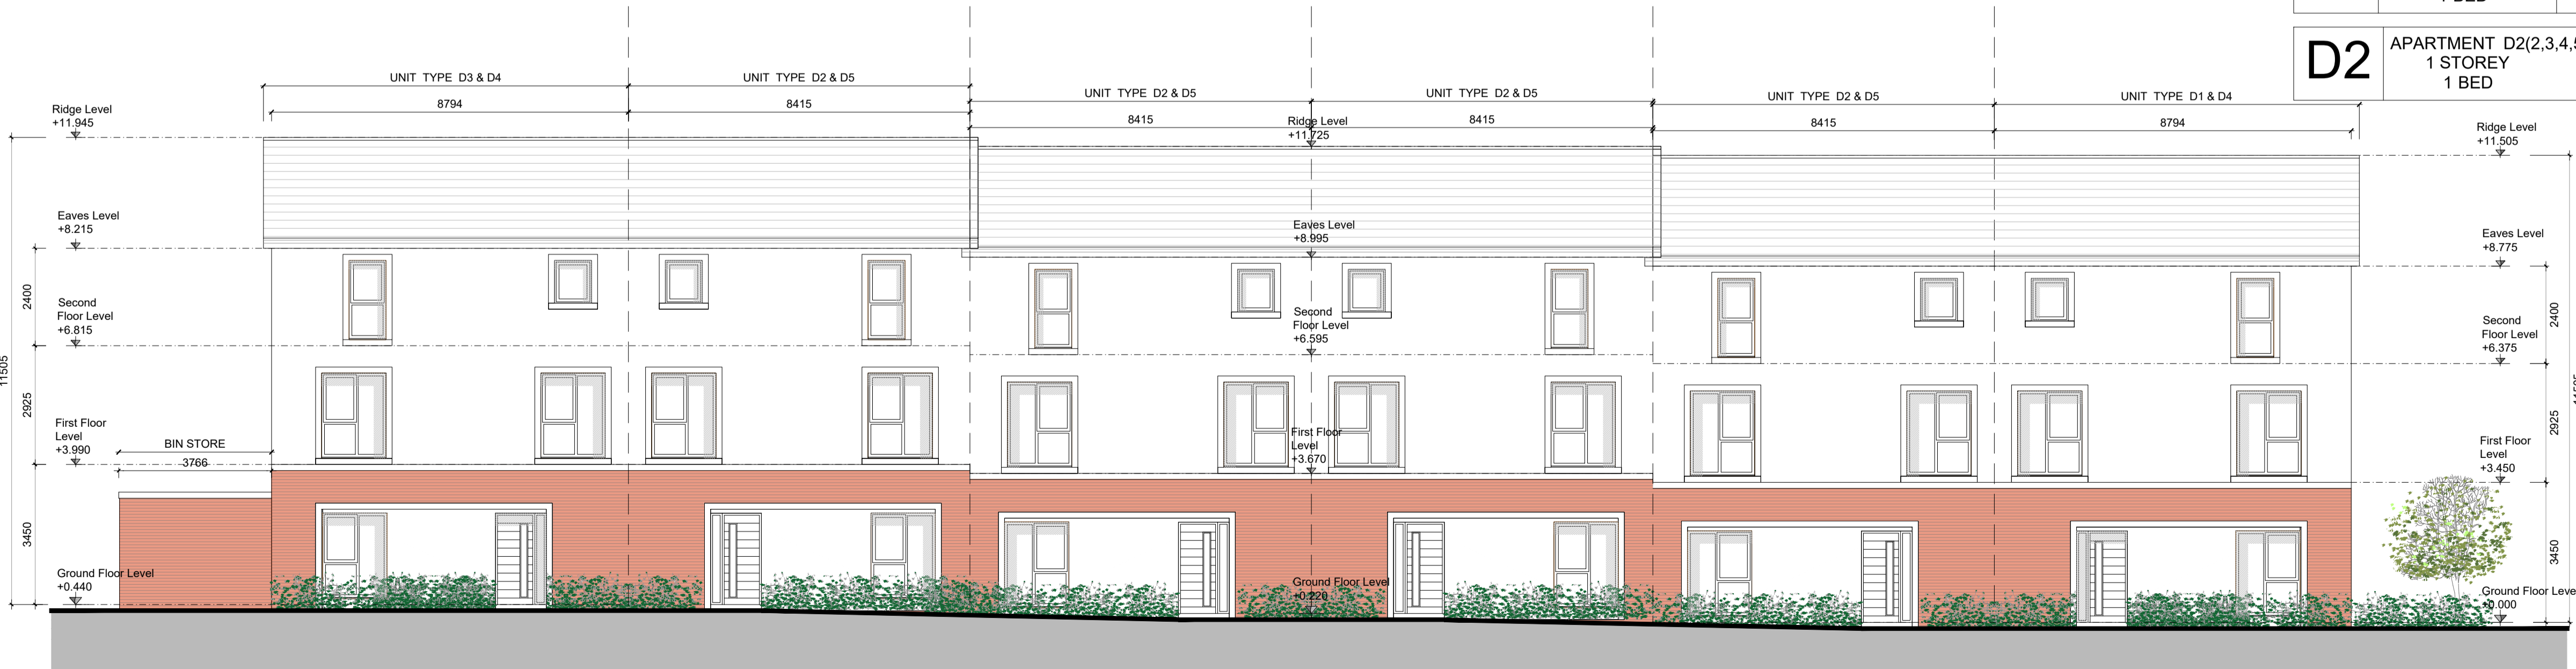 1 BED
D2
APARTMENT D2(2,3,4,5
1 STOREY
1 BED
UNIT TYPE D3 & D4
UNIT TYPE D2 & D5
UNIT TYPE D2 & D5
UNIT TYPE D2 & D5
UNIT TYPE D2 & D5
UNIT TYPE D1 & D4
8794
8415
8415
8415
8415
8794
Ridge Level
+11.945
Eaves Level
+8.215
Second
Floor Level
+6.815
First Floor
Level
+3.990
Ground Floor Level
+0.440
11505
2400
2925
3450
BIN STORE
3766
Ridge Level
+11.725
Eaves Level
+8.995
Second
Floor Level
+6.595
First Floor
Level
+3.670
Ground Floor Level
+0.220
Ridge Level
+11.505
Eaves Level
+8.775
Second
Floor Level
+6.375
First Floor
Level
+3.450
Ground Floor Leve
+0.000
2400
2925
3450